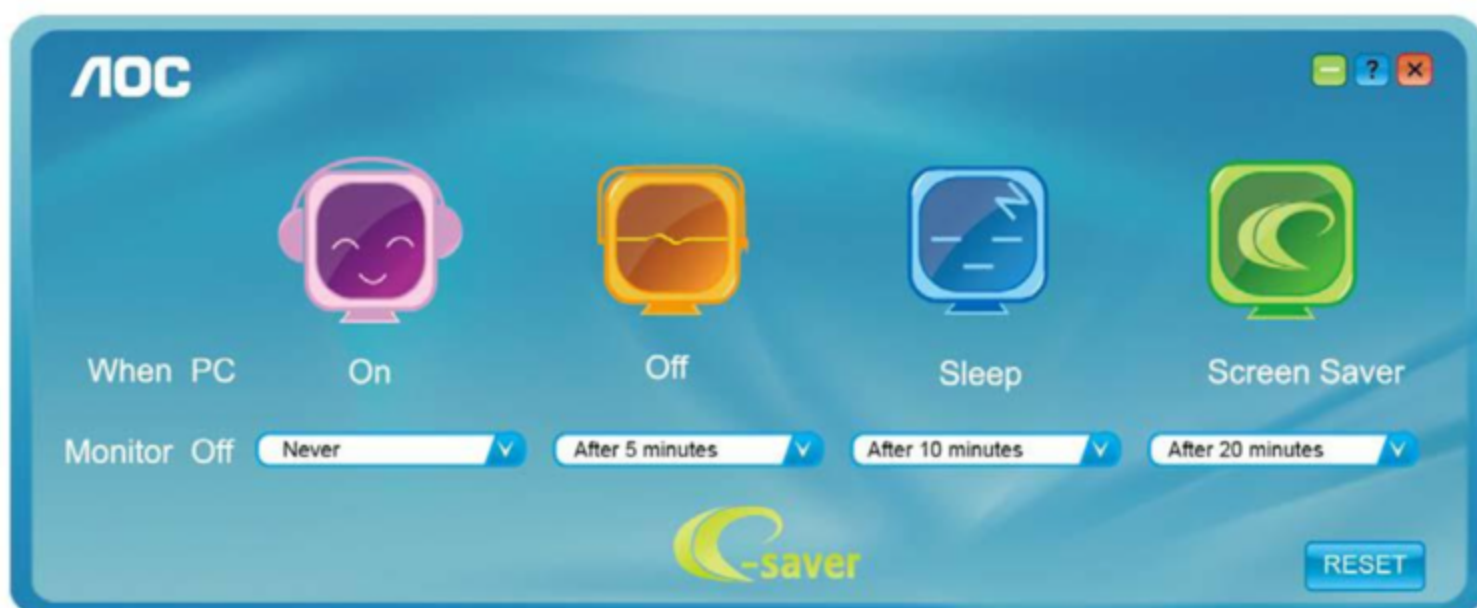 AOC
?
When PC On Off Sleep Screen Saver
Monitor Off Never After 5 minutes After 10 minutes After 20 minutes
e-saver
RESET